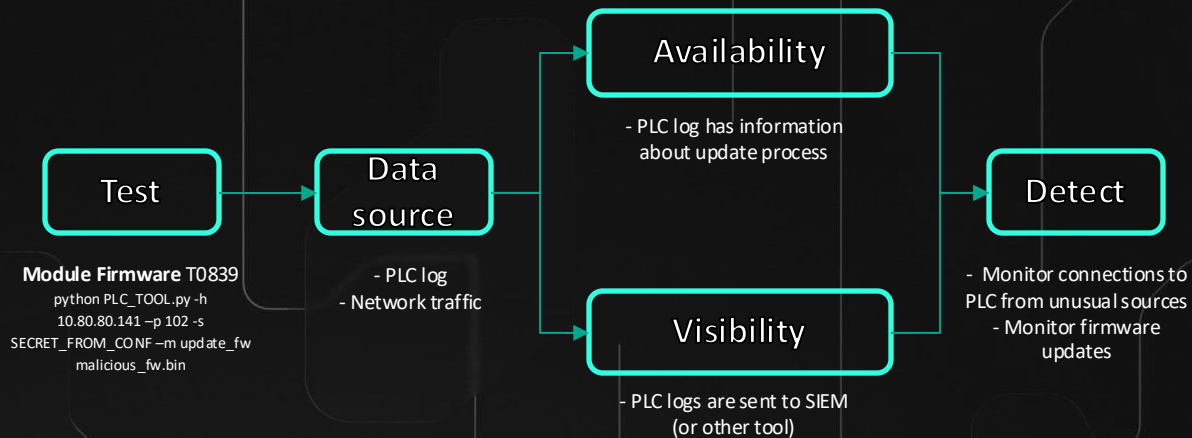 Test
Module Firmware T0839
python PLC_TOOL.py -h
10.80.80.141 –p 102 -s
SECRET_FROM_CONF –m update_fw
malicious_fw.bin
Data
source
- PLC log
- Network traffic
Availability
- PLC log has information
about update process
Visibility
- PLC logs are sent to SIEM
(or other tool)
Detect
- Monitor connections to
PLC from unusual sources
- Monitor firmware
updates